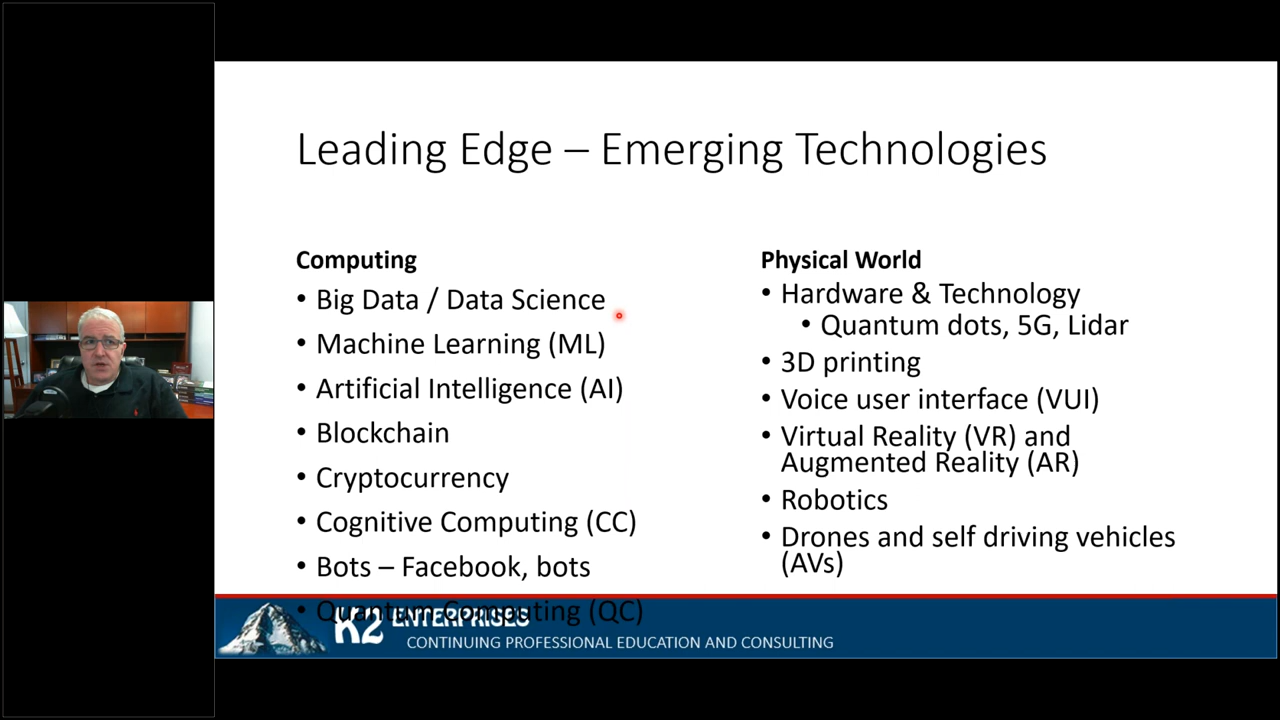 Leading Edge – Emerging Technologies
Computing
• Big Data / Data Science
• Machine Learning (ML)
• Artificial Intelligence (AI)
• Blockchain
• Cryptocurrency
• Cognitive Computing (CC)
• Bots – Facebook, bots
• Quantum Computing (QC)
Physical World
• Hardware & Technology
• Quantum dots, 5G, Lidar
• 3D printing
• Voice user interface (VUI)
• Virtual Reality (VR) and
Augmented Reality (AR)
• Robotics
• Drones and self driving vehicles
(AVs)
K2 ENTERPRISES
CONTINUING PROFESSIONAL EDUCATION AND CONSULTING